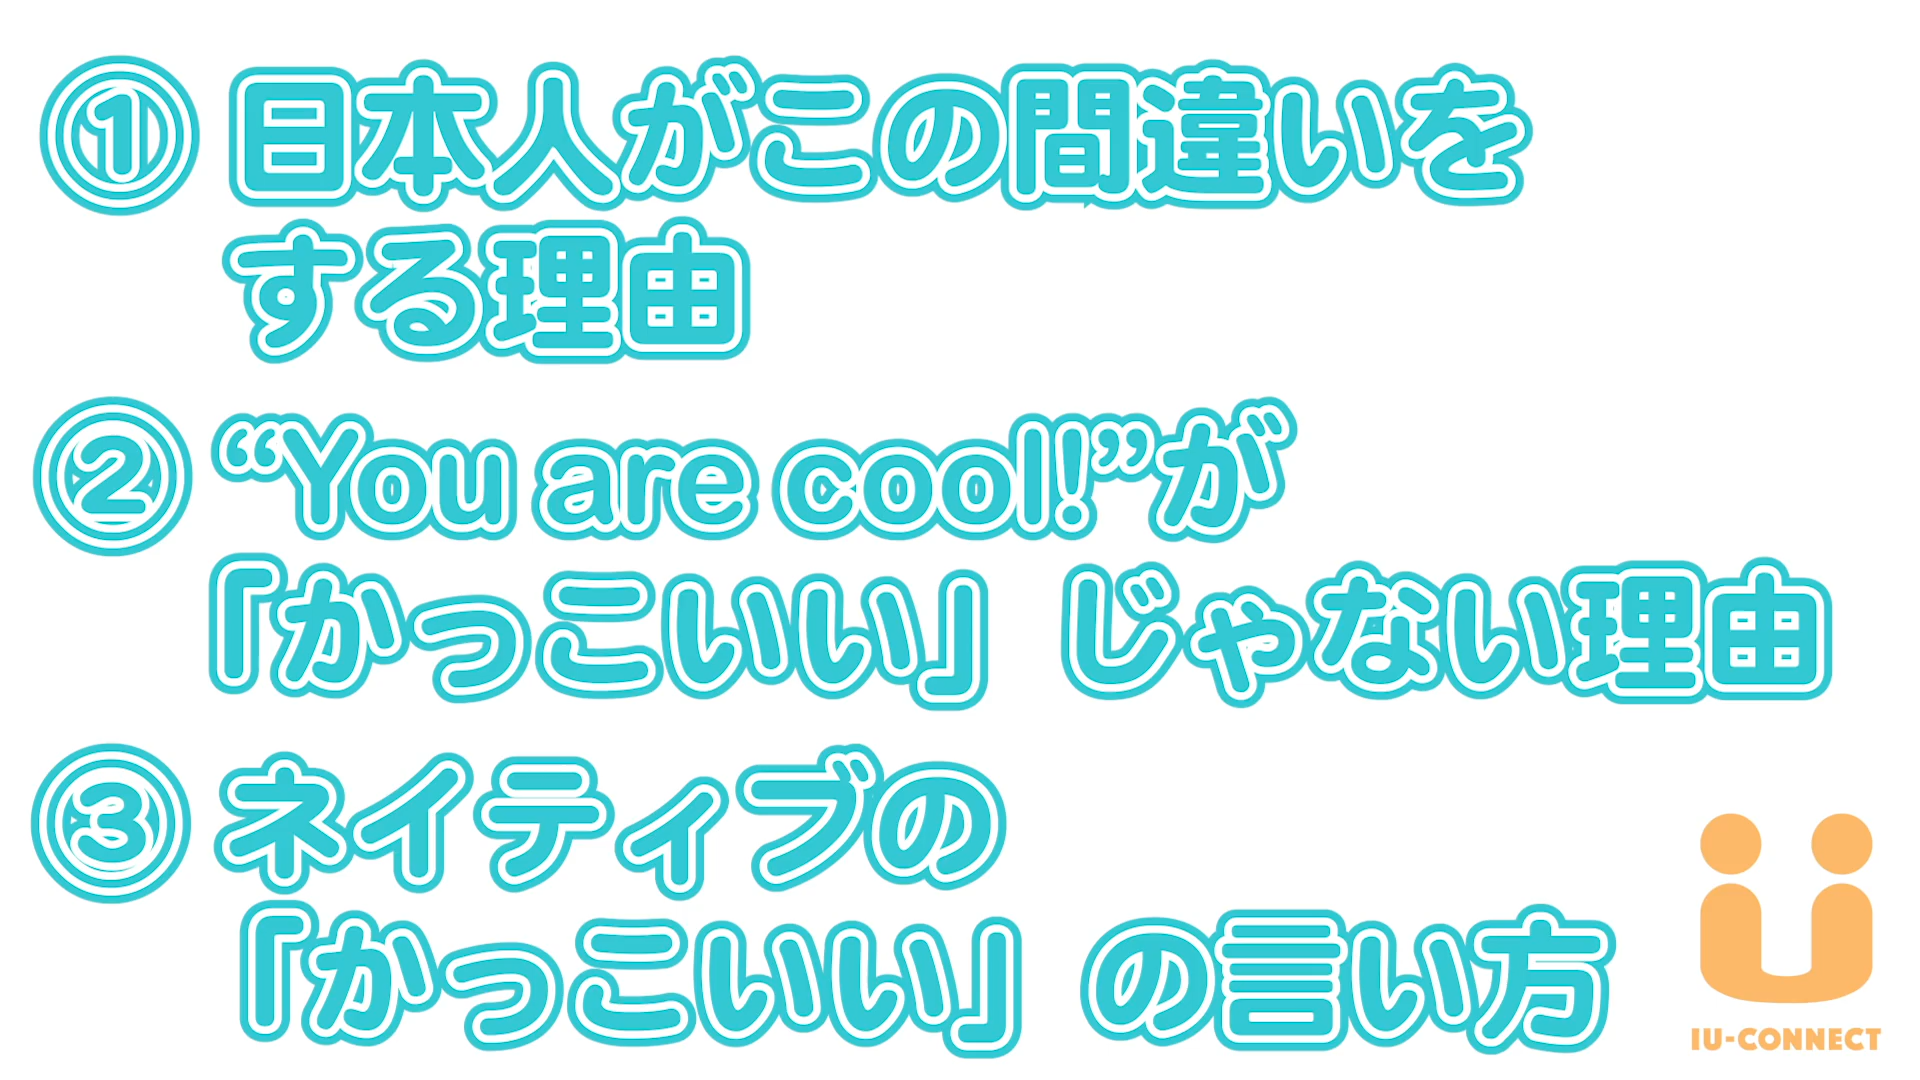 ① 日本人がこの間違いを
する理由
② “You are cool!”が
「かっこいい」じゃない理由
③ ネイティブの
「かっこいい」の言い方
IU-CONNECT